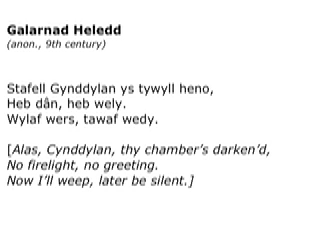 Galarnad Heledd
(anon., 9th century)
Stafell Gynddylan ys tywyll heno,
Heb dân, heb wely.
Wylaf wers, tawaf wedy.
[Alas, Cynddylan, thy chamber's darken'd,
No firelight, no greeting.
Now I'll weep, later be silent.]